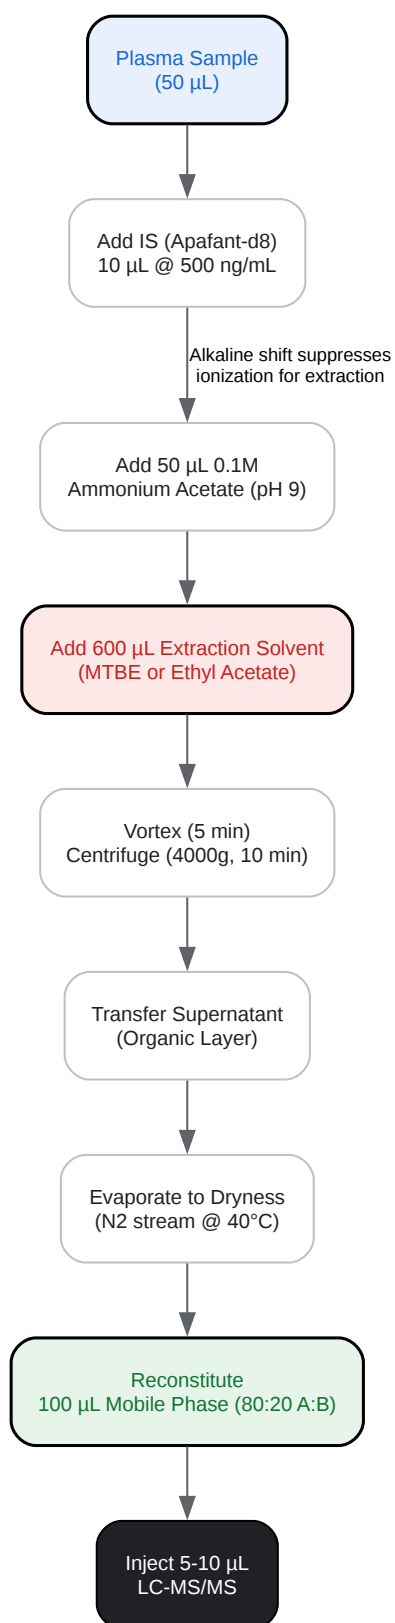 Plasma Sample
(50 µL)
Add IS (Apafant-d8)
10 µL @ 500 ng/mL
Alkaline shift suppresses
ionization for extraction
Add 50 µL 0.1M
Ammonium Acetate (pH 9)
Add 600 µL Extraction Solvent
(MTBE or Ethyl Acetate)
Vortex (5 min)
Centrifuge (4000g, 10 min)
Transfer Supernatant
(Organic Layer)
Evaporate to Dryness
(N2 stream @ 40°C)
Reconstitute
100 µL Mobile Phase (80:20 A:B)
Inject 5-10 µL
LC-MS/MS